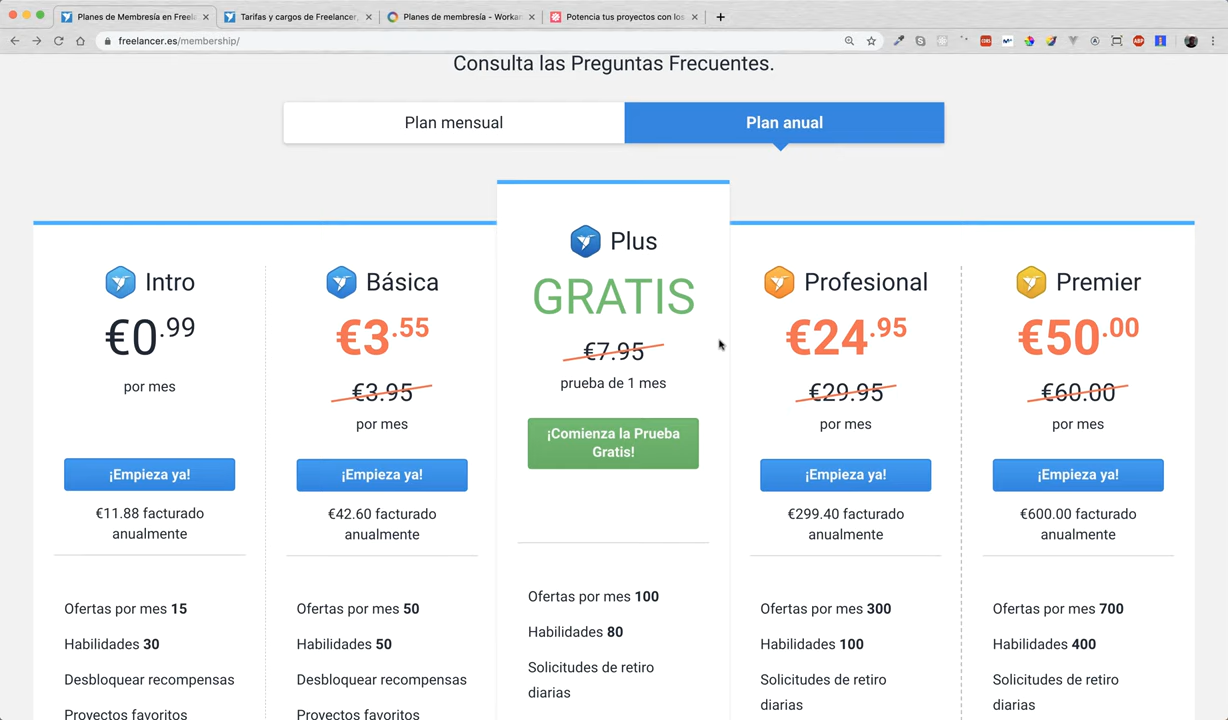 Planes de Membresía en Freela
Tarifas y cargos de Freelancer,
Planes de membresía - Workan
Potencia tus proyectos con los
freelancer.es/membership/
Consulta las Preguntas Frecuentes.
Plan mensual
Plan anual
Intro
€0.99
por mes
¡Empieza ya!
€11.88 facturado
anualmente
Ofertas por mes 15
Habilidades 30
Desbloquear recompensas
Proyectos favoritos
Básica
€3.55
€3.95
por mes
¡Empieza ya!
€42.60 facturado
anualmente
Ofertas por mes 50
Habilidades 50
Desbloquear recompensas
Proyectos favoritos
Plus
GRATIS
€7.95
prueba de 1 mes
¡Comienza la Prueba
Gratis!
Ofertas por mes 100
Habilidades 80
Solicitudes de retiro
diarias
Profesional
€24.95
€29.95
por mes
¡Empieza ya!
€299.40 facturado
anualmente
Ofertas por mes 300
Habilidades 100
Solicitudes de retiro
diarias
Premier
€50.00
€60.00
por mes
¡Empieza ya!
€600.00 facturado
anualmente
Ofertas por mes 700
Habilidades 400
Solicitudes de retiro
diarias